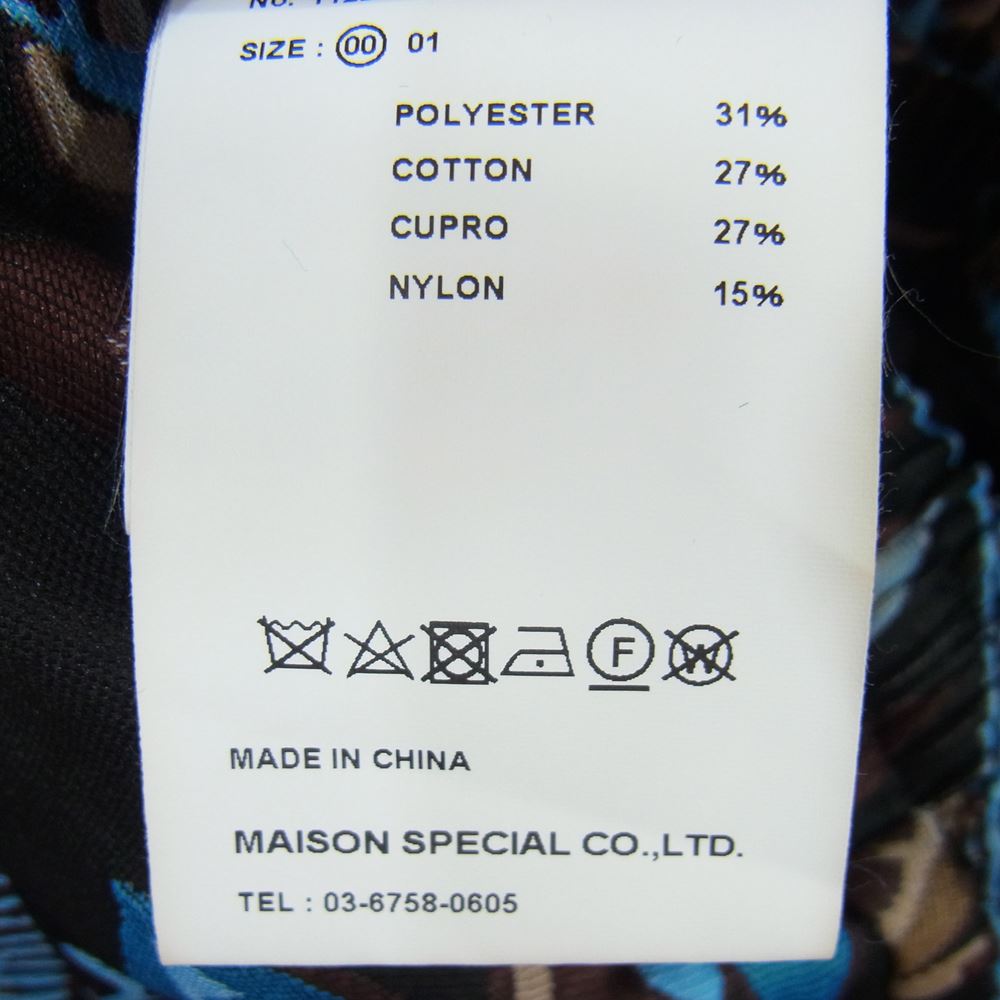 No.
SIZE : 00 01
POLYESTER 31%
COTTON 27%
CUPRO 27%
NYLON 15%
F W
MADE IN CHINA
MAISON SPECIAL CO.,LTD.
TEL : 03-6758-0605